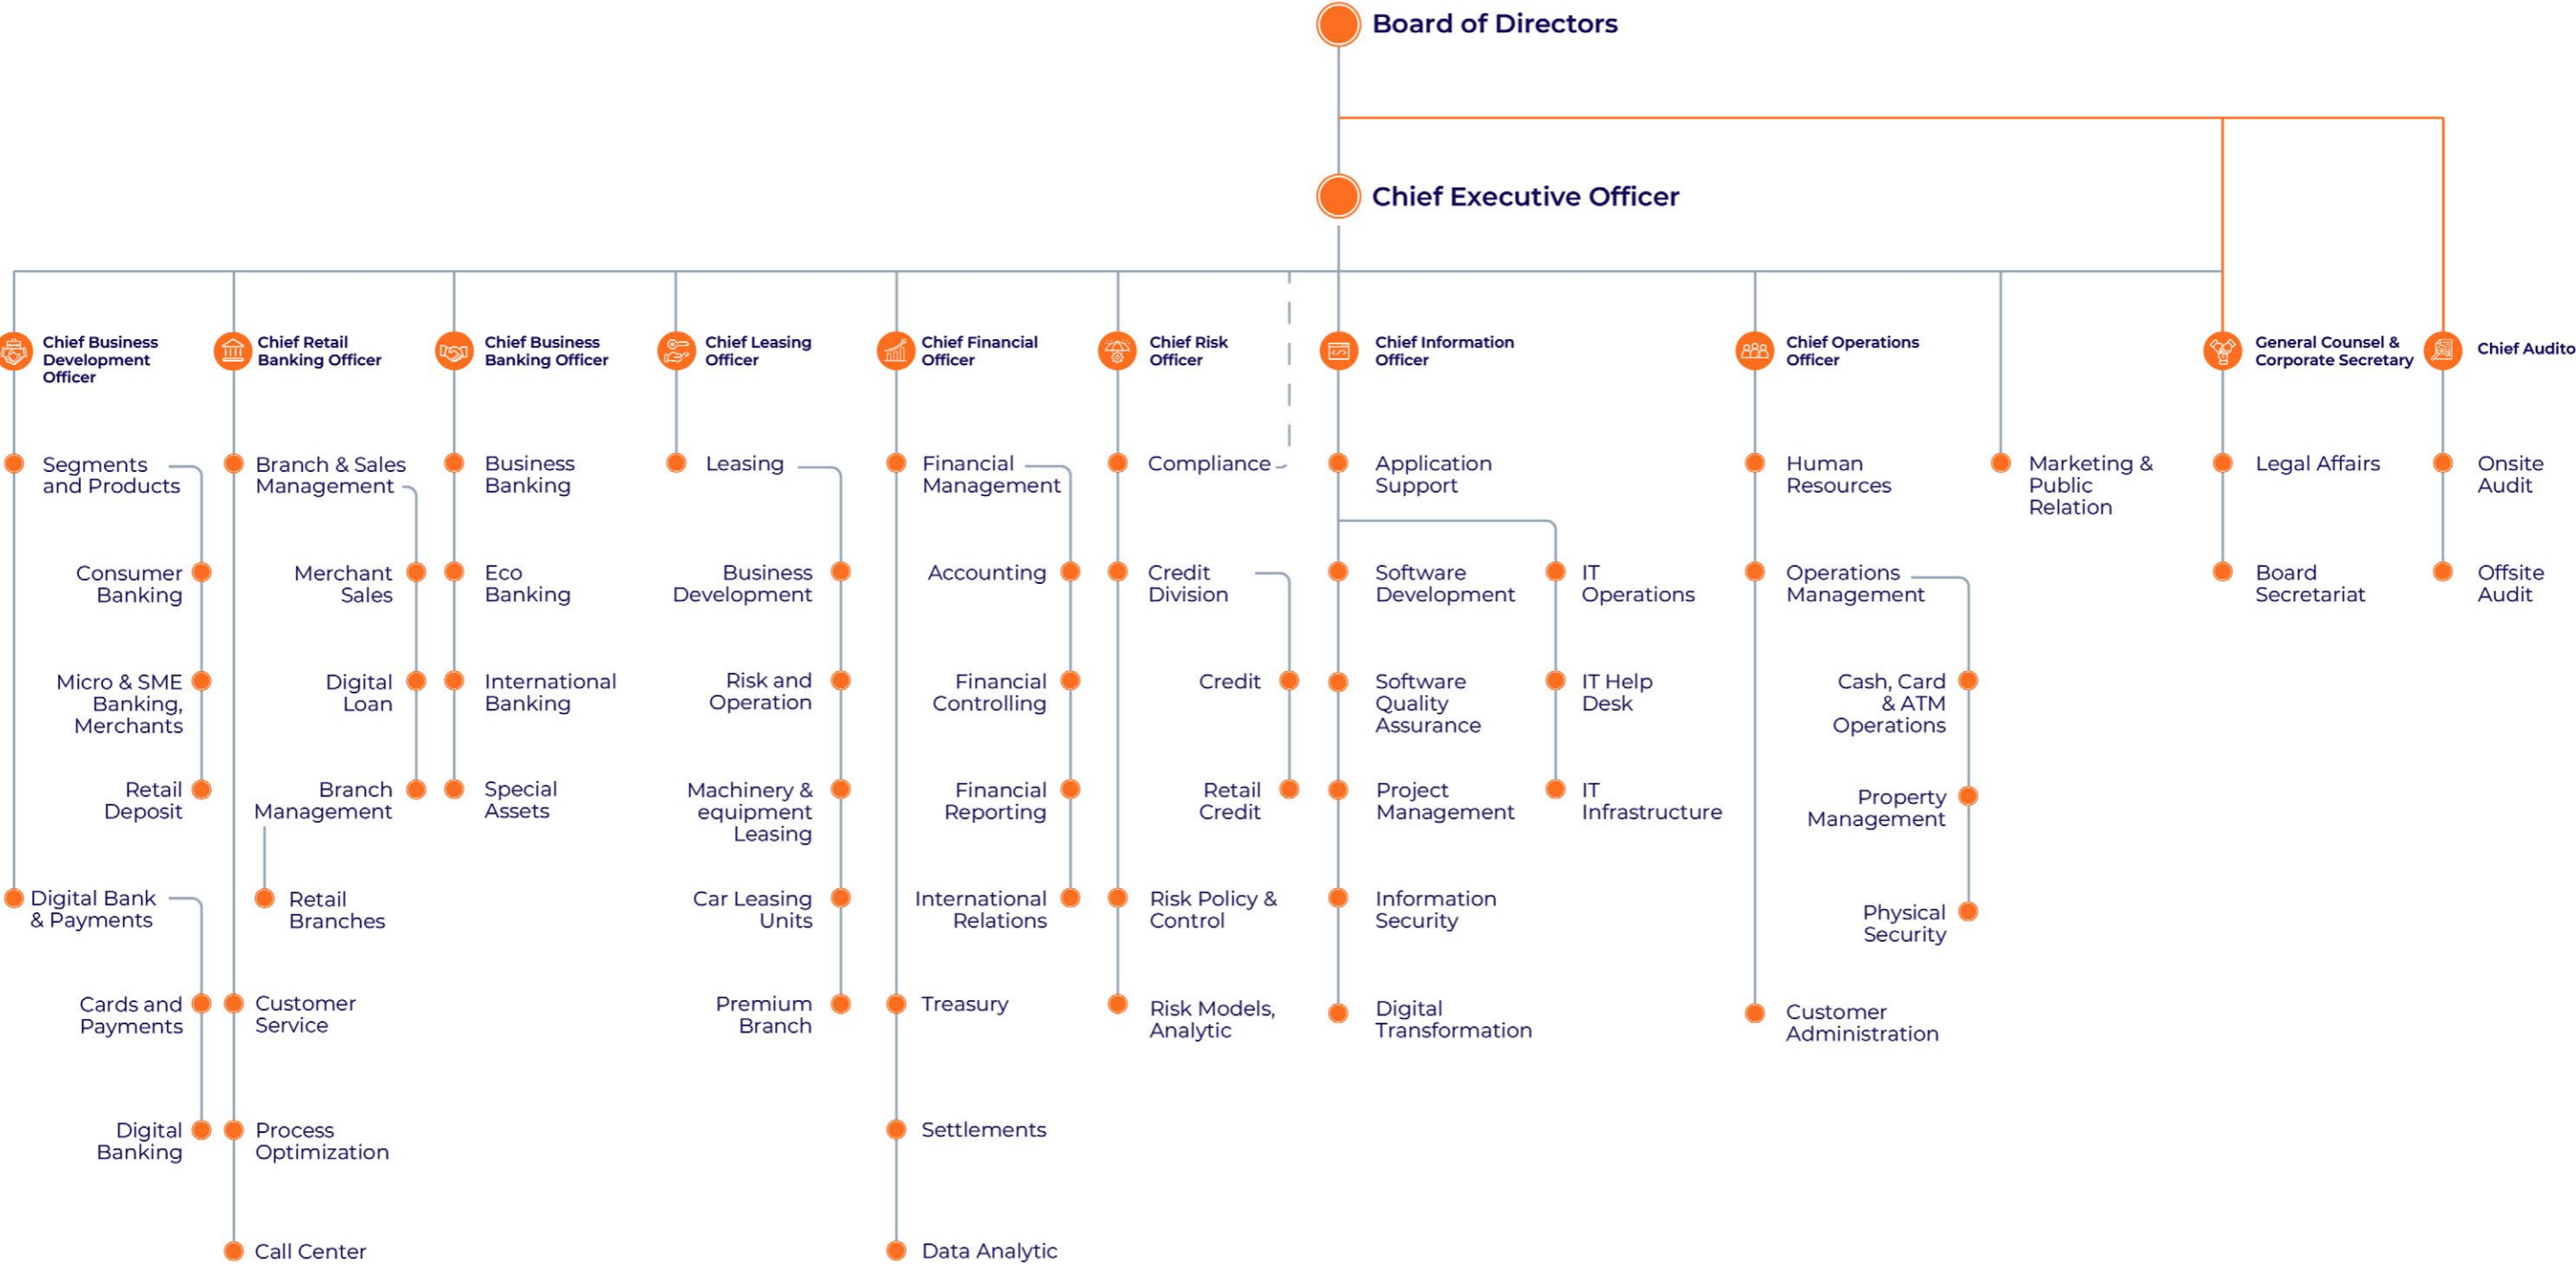 Board of Directors
Chief Executive Officer
Chief Business
Development
Officer
Chief Retail
Banking Officer
Chief Business
Banking Officer
Chief Leasing
Officer
Chief Financial
Officer
Chief Risk
Officer
Chief Information
Officer
Chief Operations
Officer
General Counsel &
Corporate Secretary
Chief Audito
Segments
and Products
Consumer
Banking
Micro & SME
Banking,
Merchants
Retail
Deposit
Digital Bank
& Payments
Cards and
Payments
Digital
Banking
Branch & Sales
Management
Merchant
Sales
Digital
Loan
Branch
Management
Retail
Branches
Customer
Service
Process
Optimization
Call Center
Business
Banking
Eco
Banking
International
Banking
Special
Assets
Leasing
Business
Development
Risk and
Operation
Machinery &
equipment
Leasing
Car Leasing
Units
Premium
Branch
Financial
Management
Accounting
Financial
Controlling
Financial
Reporting
International
Relations
Treasury
Settlements
Data Analytic
Compliance
Credit
Division
Credit
Retail
Credit
Risk Policy &
Control
Risk Models,
Analytic
Application
Support
Software
Development
Software
Quality
Assurance
Project
Management
Information
Security
Digital
Transformation
IT
Operations
IT Help
Desk
IT
Infrastructure
Human
Resources
Operations
Management
Cash, Card
& ATM
Operations
Property
Management
Physical
Security
Customer
Administration
Marketing &
Public
Relation
Legal Affairs
Board
Secretariat
Onsite
Audit
Offsite
Audit